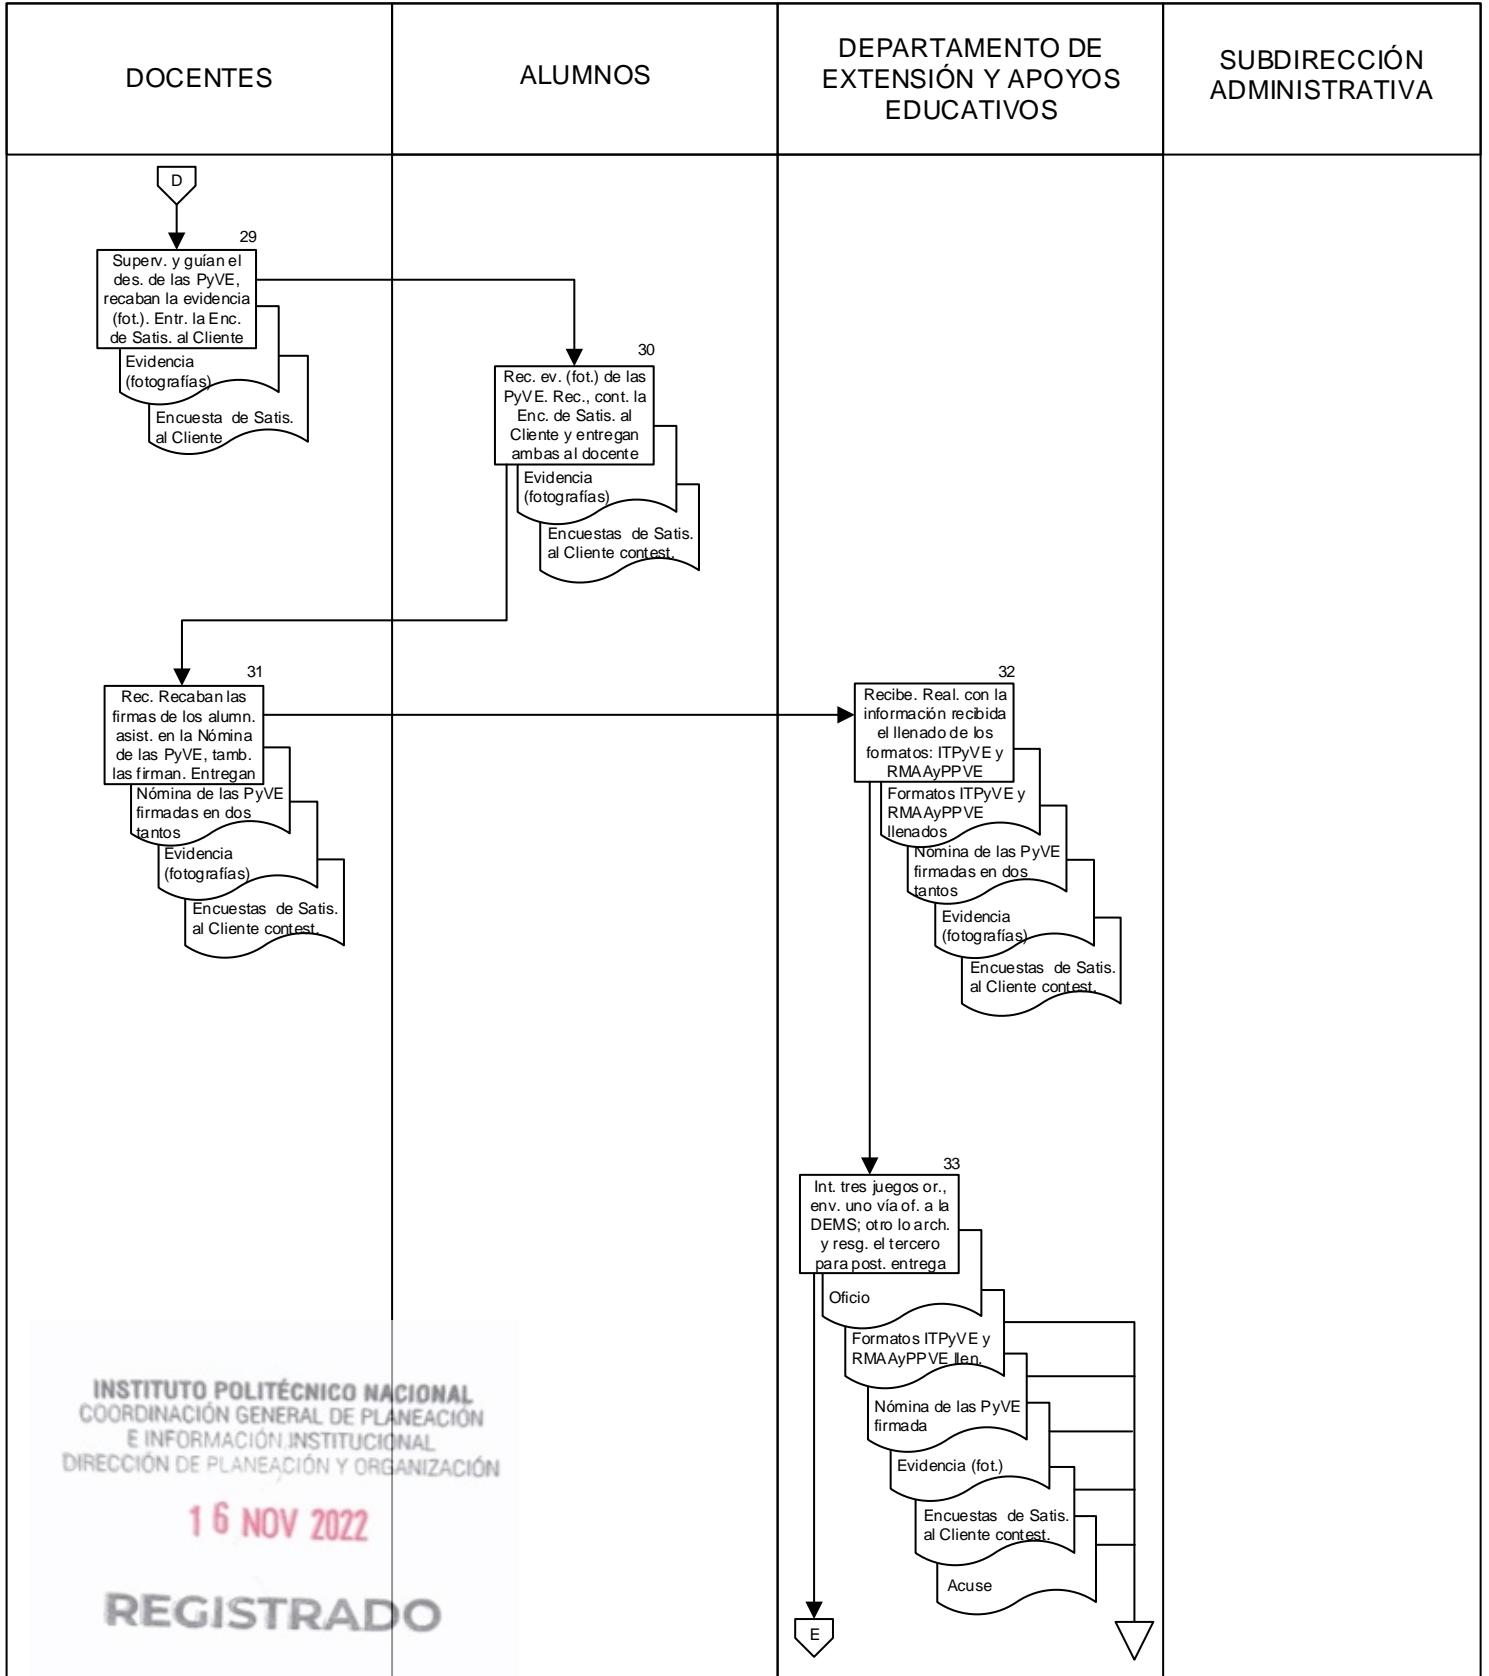 DOCENTES
ALUMNOS
DEPARTAMENTO DE
EXTENSIÓN Y APOYOS
EDUCATIVOS
SUBDIRECCIÓN
ADMINISTRATIVA
D
29
Superv. y guían el
des. de las PyVE,
recaban la evidencia
(fot.). Entr. la Enc.
de Satis. al Cliente
Evidencia
(fotografías)
Encuesta de Satis.
al Cliente
30
Rec. ev. (fot.) de las
PyVE. Rec., cont. la
Enc. de Satis. al
Cliente y entregan
ambas al docente
Evidencia
(fotografías)
Encuestas de Satis.
al Cliente contest.
31
Rec. Recaban las
firmas de los alumn.
asist. en la Nómina
de las PyVE, tamb.
las firman. Entregan
Nómina de las PyVE
firmadas en dos
tantos
Evidencia
(fotografías)
Encuestas de Satis.
al Cliente contest.
32
Recibe. Real. con la
información recibida
el llenado de los
formatos: ITPyVE y
RMAAyPPVE
Formatos ITPyVE y
RMAAyPPVE
llenados
Nómina de las PyVE
firmadas en dos
tantos
Evidencia
(fotografías)
Encuestas de Satis.
al Cliente contest.
33
Int. tres juegos or.,
env. uno vía of. a la
DEMS; otro lo arch.
y resg. el tercero
para post. entrega
Oficio
Formatos ITPyVE y
RMAAyPPVE llen.
Nómina de las PyVE
firmada
Evidencia (fot.)
Encuestas de Satis.
al Cliente contest.
Acuse
E
INSTITUTO POLITÉCNICO NACIONAL
COORDINACIÓN GENERAL DE PLANEACIÓN
E INFORMACIÓN INSTITUCIONAL
DIRECCIÓN DE PLANEACIÓN Y ORGANIZACIÓN
16 NOV 2022
REGISTRADO